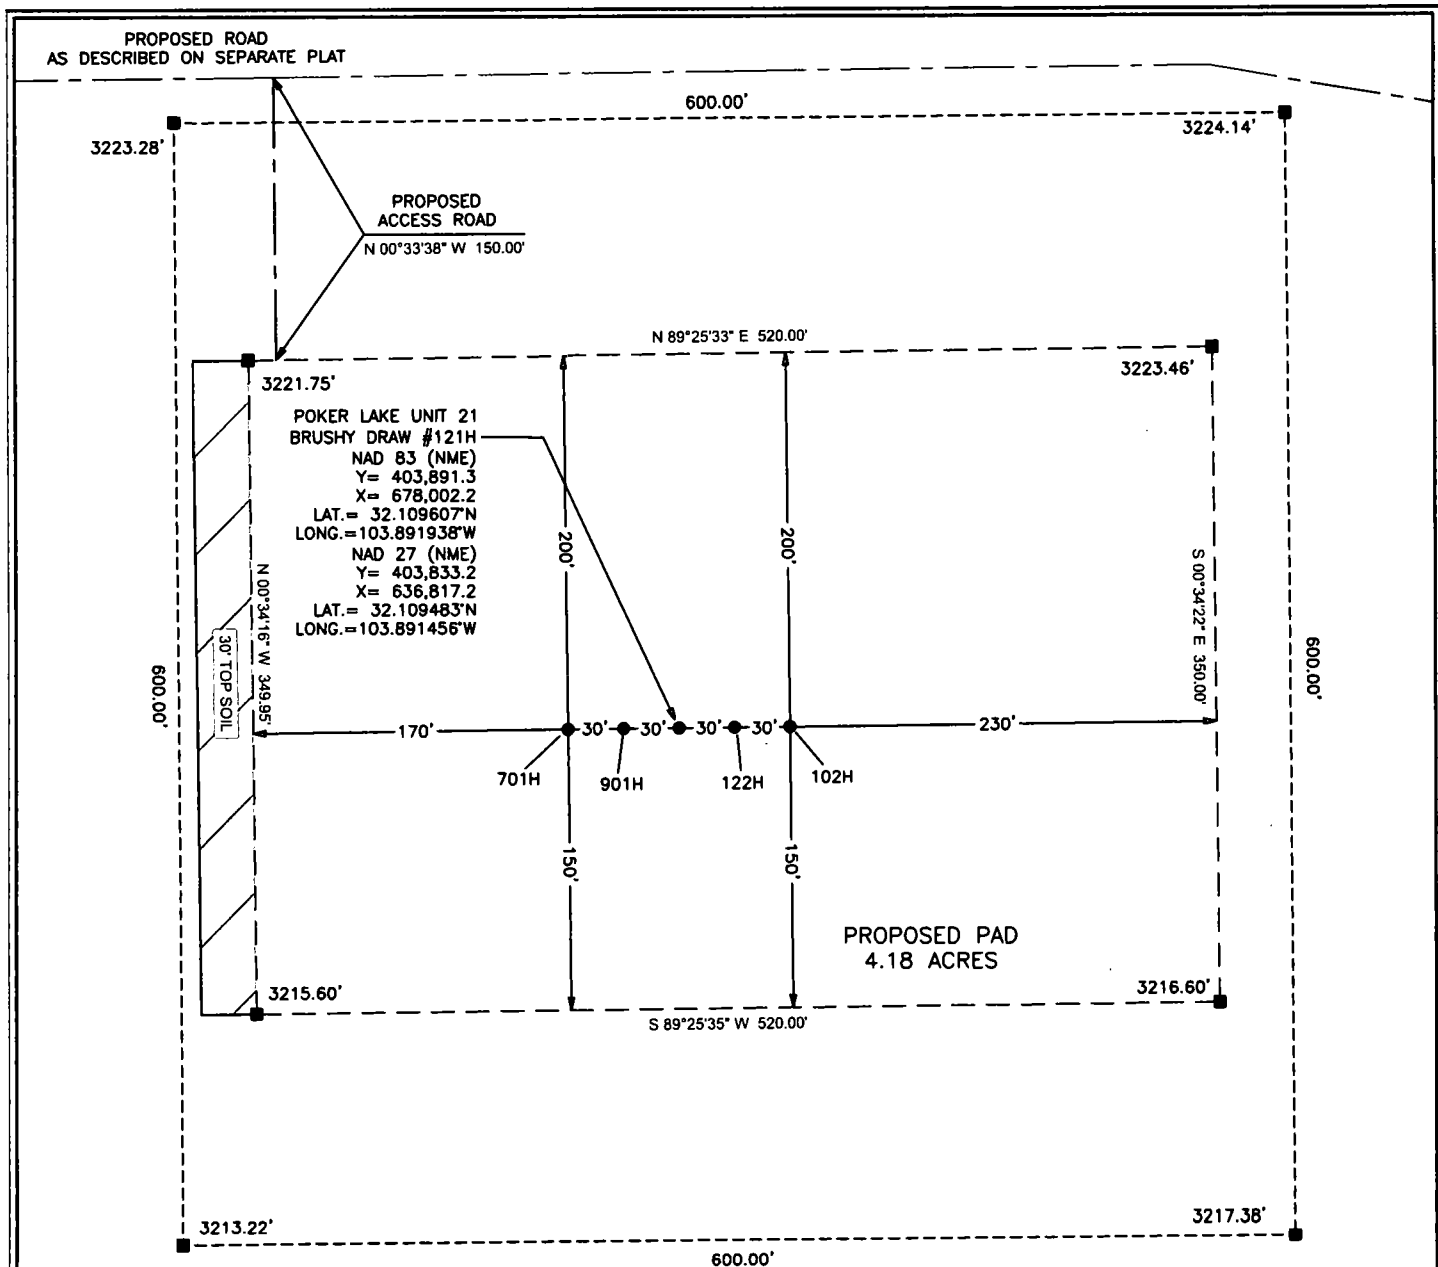 PROPOSED ROAD
AS DESCRIBED ON SEPARATE PLAT
600.00'
3223.28'
3224.14'
PROPOSED
ACCESS ROAD
N 00°33'38" W 150.00'
N 89°25'33" E 520.00'
3221.75'
3223.46'
POKER LAKE UNIT 21
BRUSHY DRAW #121H
NAD 83 (NME)
Y= 403,891.3
X= 678,002.2
LAT.= 32.109607°N
LONG.=103.891938°W
NAD 27 (NME)
Y= 403,833.2
X= 636,817.2
LAT.= 32.109483°N
LONG.=103.891456°W
200'
200'
N 00°34'16" W 349.95'
S 00°34'22" E 350.00'
30' TOP SOIL
600.00'
600.00'
170'
30'
30'
30'
30'
230'
701H
901H
122H
102H
150'
150'
PROPOSED PAD
4.18 ACRES
3215.60'
3216.60'
S 89°25'35" W 520.00'
3213.22'
3217.38'
600.00'